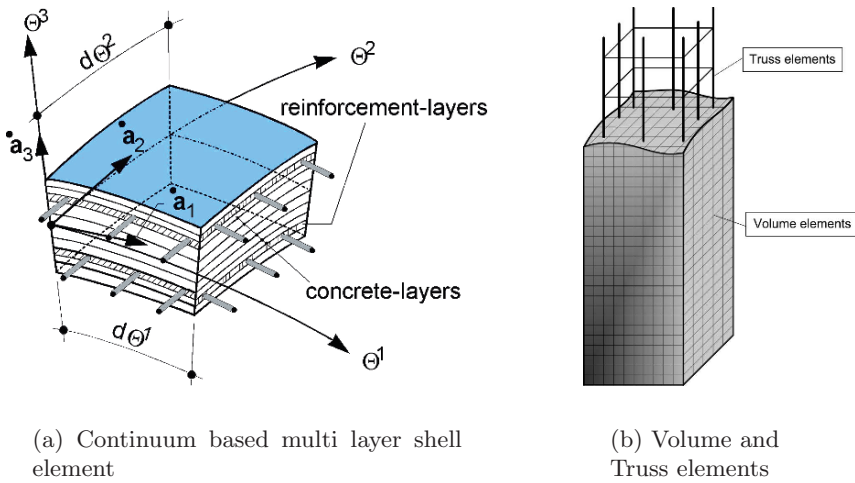 Θ³
dΘ²
Θ²
reinforcement-layers
a₂
a₃
a₁
concrete-layers
dΘ¹
Θ¹
Truss elements
Volume elements
(a) Continuum based multi layer shell
element
(b) Volume and
Truss elements